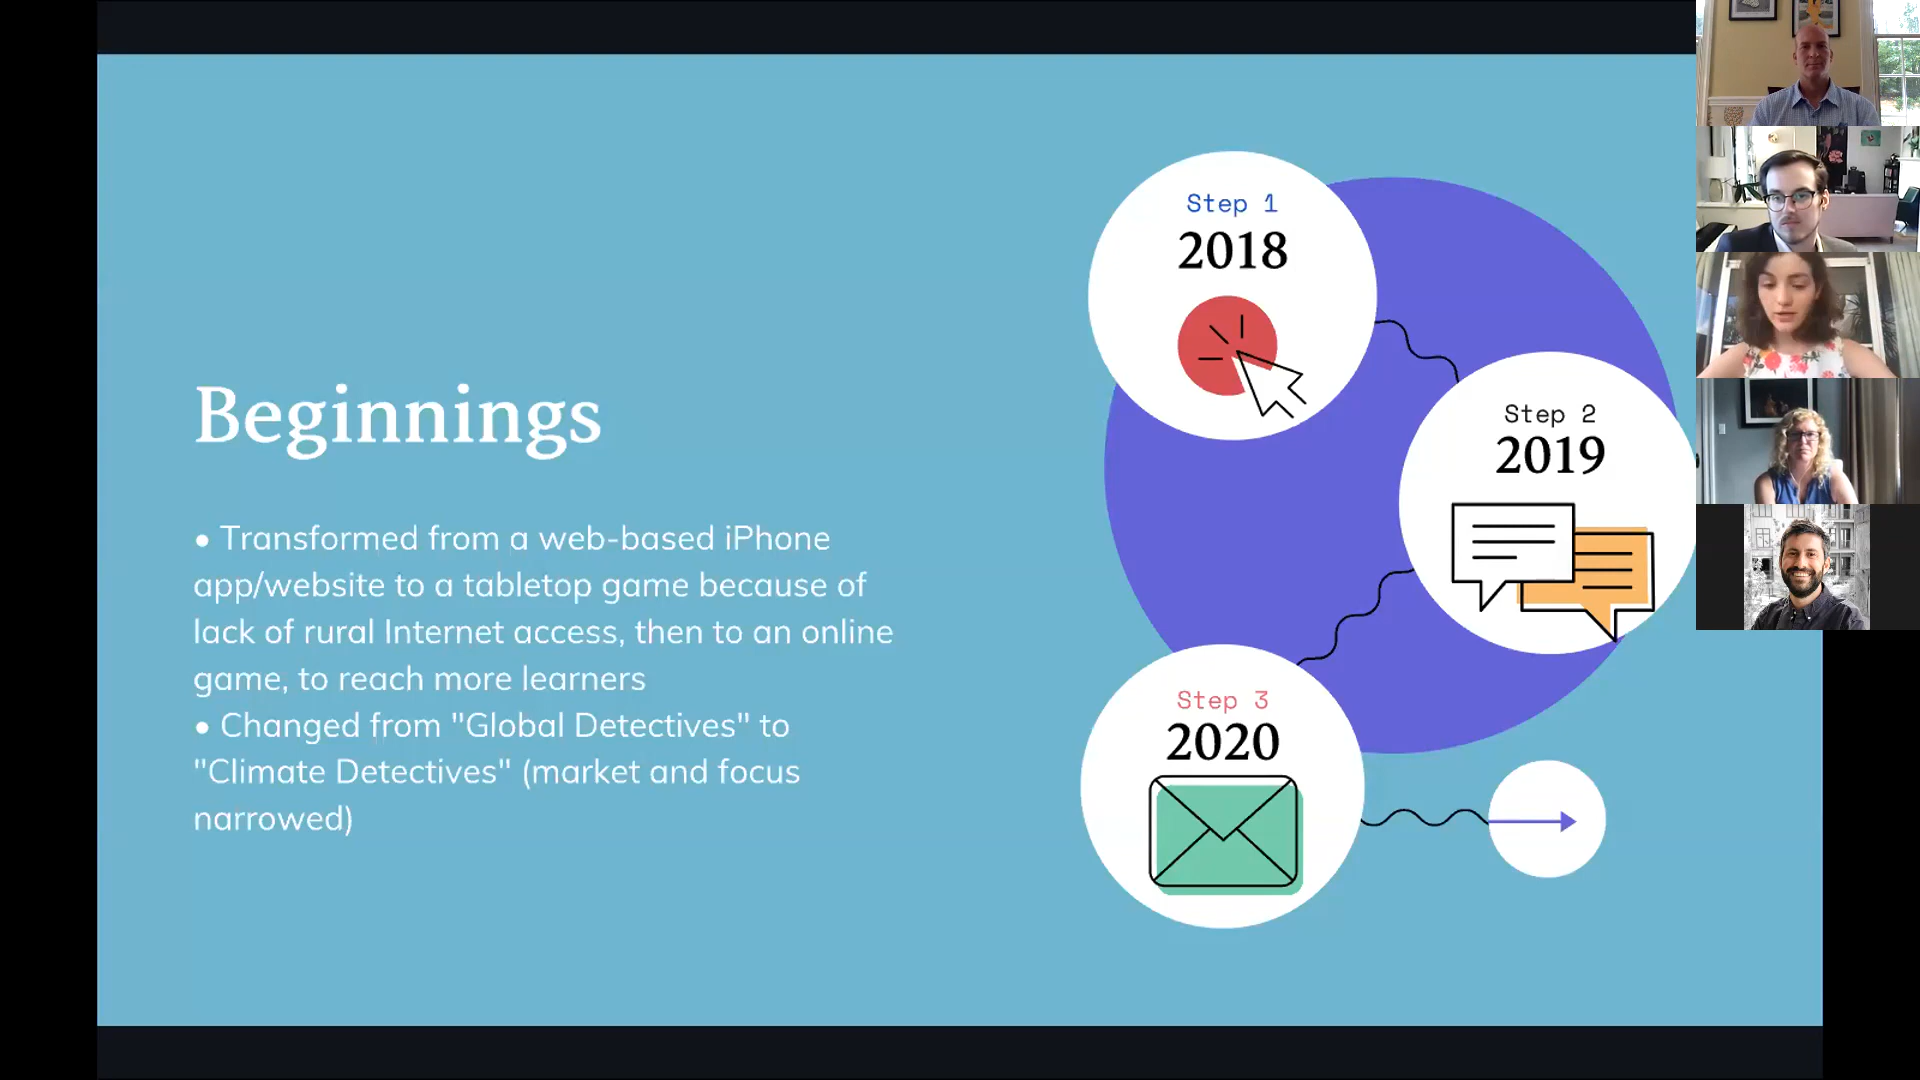 Beginnings
• Transformed from a web-based iPhone
app/website to a tabletop game because of
lack of rural Internet access, then to an online
game, to reach more learners
• Changed from "Global Detectives" to
"Climate Detectives" (market and focus
narrowed)
Step 1
2018
Step 2
2019
Step 3
2020